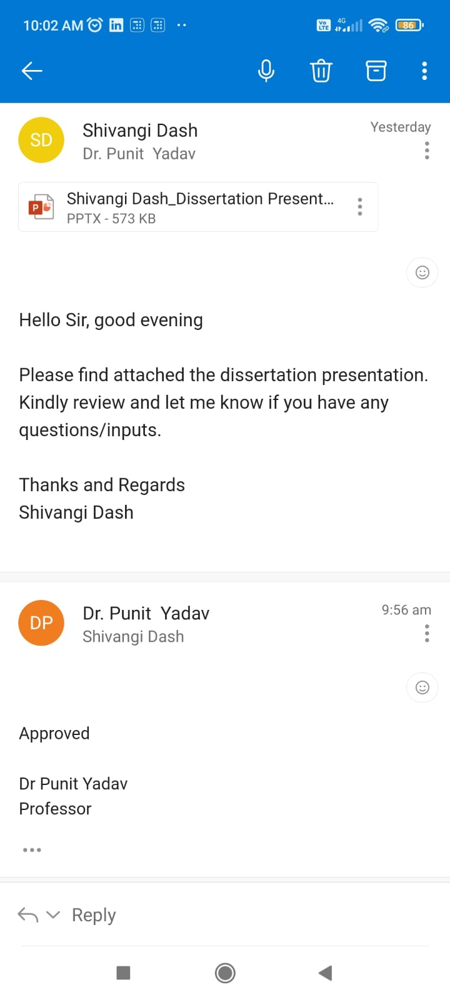 10:02 AM
Vo LTE 4G 86
SD
Shivangi Dash
Yesterday
Dr. Punit Yadav
P
Shivangi Dash_Dissertation Present...
PPTX - 573 KB
Hello Sir, good evening
Please find attached the dissertation presentation.
Kindly review and let me know if you have any
questions/inputs.
Thanks and Regards
Shivangi Dash
DP
Dr. Punit Yadav
9:56 am
Shivangi Dash
Approved
Dr Punit Yadav
Professor
Reply